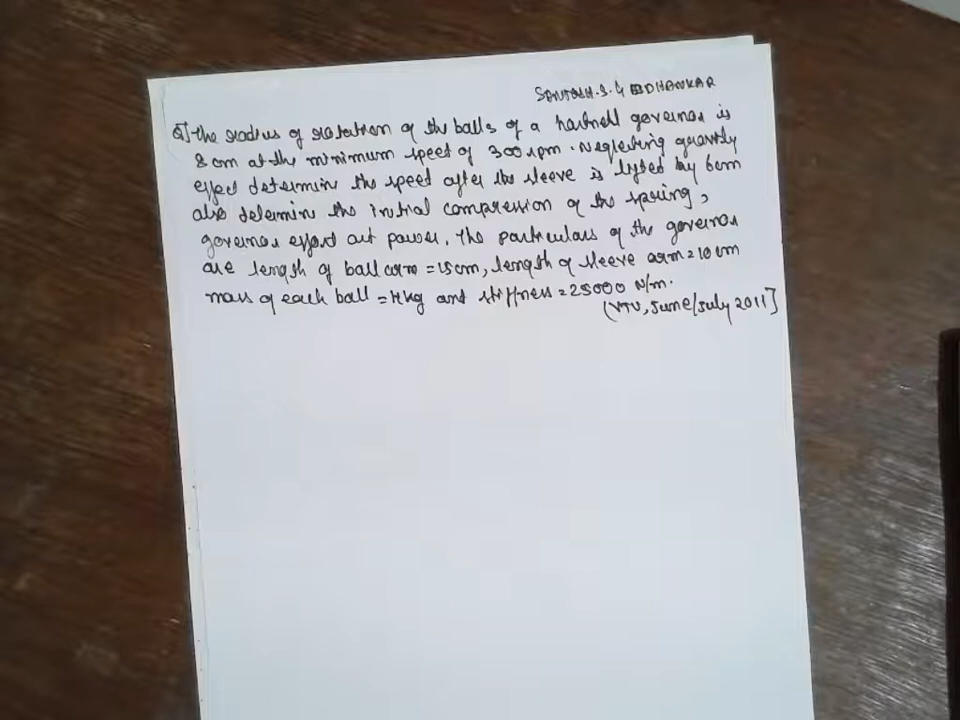 SANTOSH.S.G DHANKAR
Q] The radius of rotation of the balls of a hartnell governor is
8 cm at the minimum speed of 300 rpm. Neglecting gravity
effect determin the speed after the sleeve is lifted by 6cm
also determin the initial compression of the spring,
governor effort and power. The particulars of the governor
are length of ball arm = 15cm, length of sleeve arm = 10 cm
mass of each ball = 4kg and stiffness = 25000 N/m.
(VTU, June/July 2011]